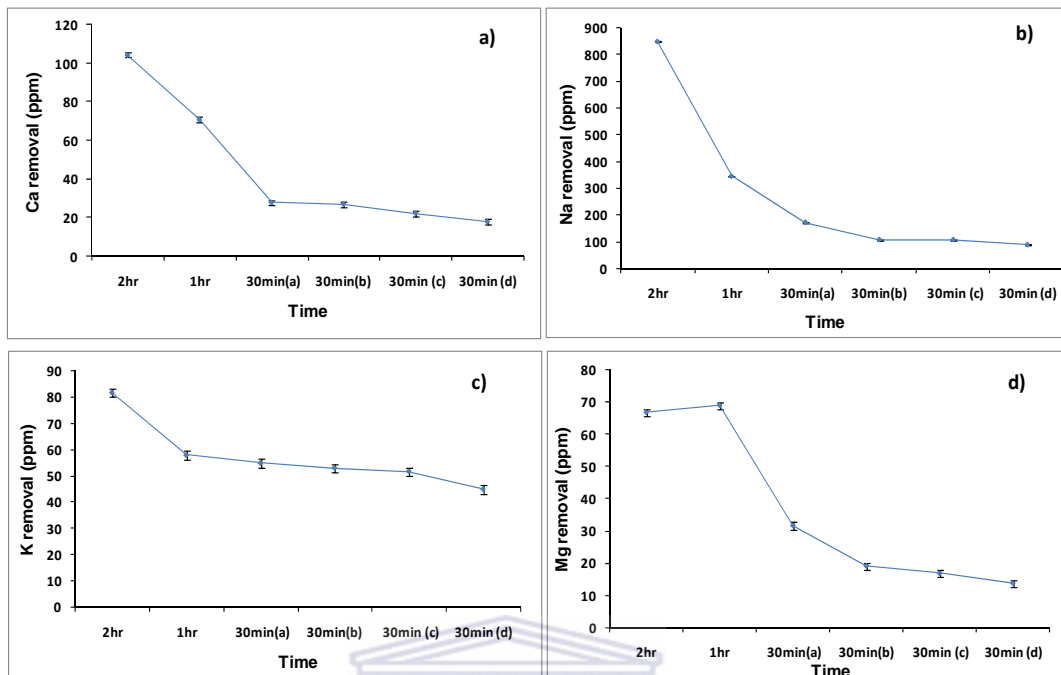 a)
Ca removal (ppm)
120
100
80
60
40
20
0
2hr 1hr 30min(a) 30min(b) 30min (c) 30min (d)
Time
b)
Na removal (ppm)
900
800
700
600
500
400
300
200
100
0
2hr 1hr 30min(a) 30min(b) 30min (c) 30min (d)
Time
c)
K removal (ppm)
90
80
70
60
50
40
30
20
10
0
2hr 1hr 30min(a) 30min(b) 30min (c) 30min (d)
Time
d)
Mg removal (ppm)
80
70
60
50
40
30
20
10
0
2hr 1hr 30min(a) 30min(b) 30min (c) 30min (d)
Time